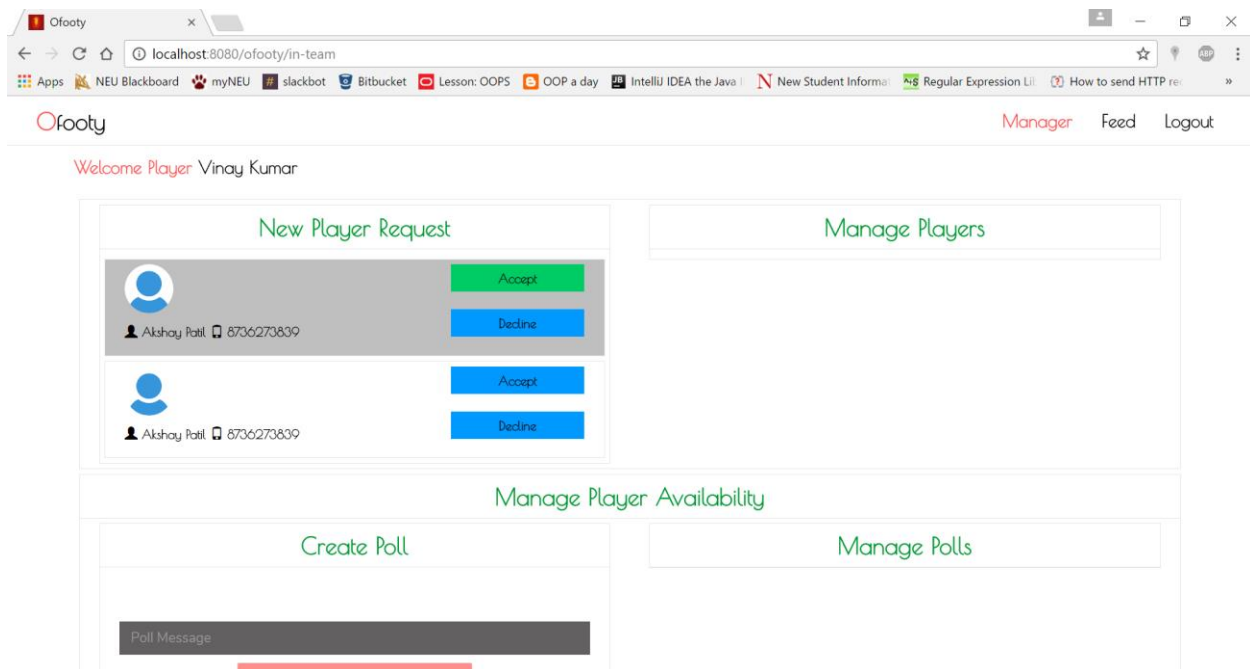 Ofooty
localhost:8080/ofooty/in-team
Apps NEU Blackboard myNEU slackbot Bitbucket Lesson: OOPS OOP a day IntelliJ IDEA the Java New Student Informa Regular Expression Li How to send HTTP re »
Ofooty Manager Feed Logout
Welcome Player Vinay Kumar
New Player Request
Accept
Decline
Akshay Patil 8736273839
Accept
Decline
Akshay Patil 8736273839
Manage Players
Manage Player Availability
Create Poll
Poll Message
Manage Polls